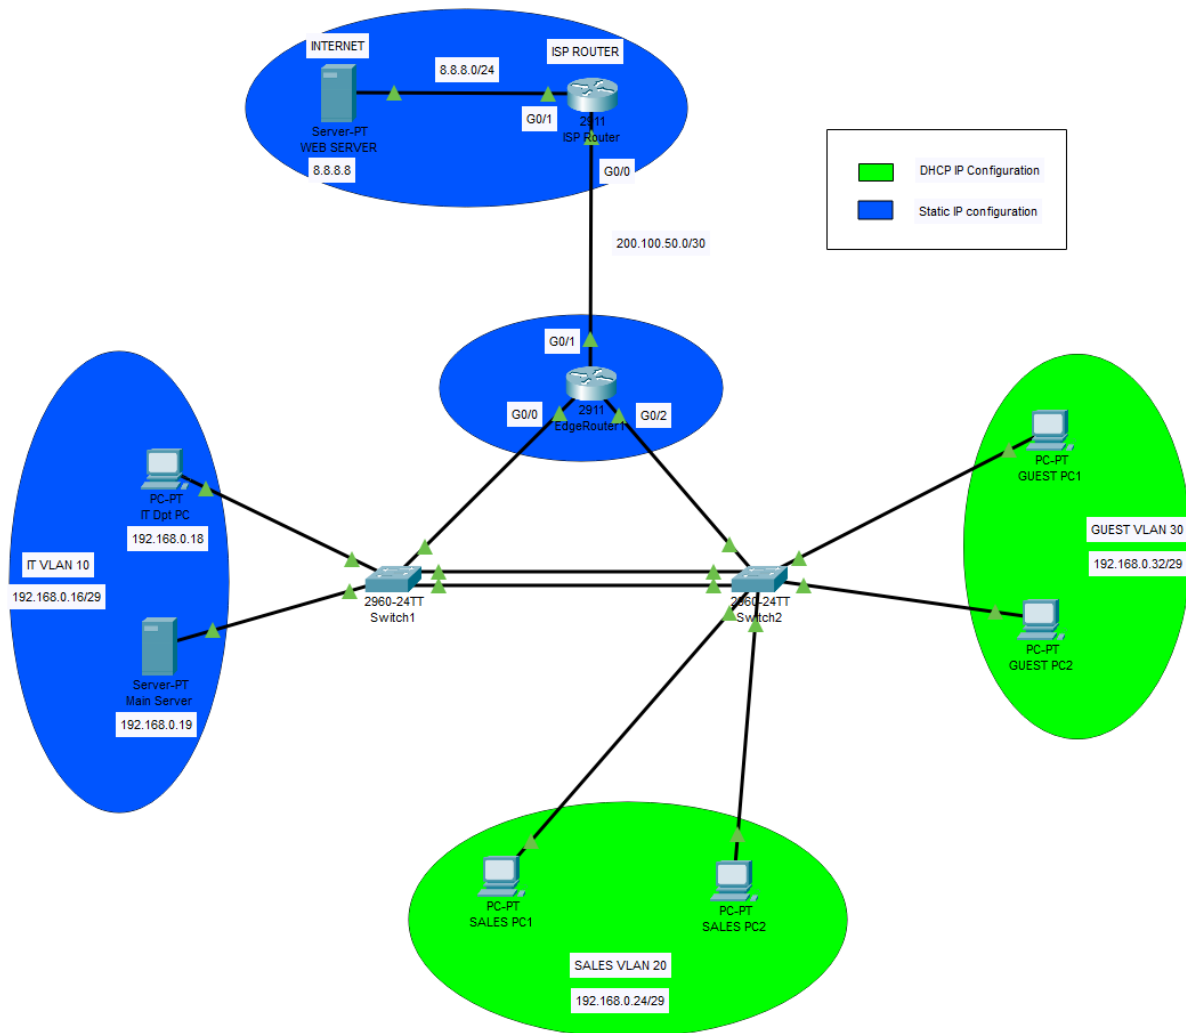 INTERNET
ISP ROUTER
8.8.8.0/24
G0/1
Server-PT
WEB SERVER
8.8.8.8
2911
ISP Router
G0/0
DHCP IP Configuration
Static IP configuration
200.100.50.0/30
G0/1
G0/0
2911
EdgeRouter1
G0/2
PC-PT
IT Dpt PC
192.168.0.18
IT VLAN 10
192.168.0.16/29
Server-PT
Main Server
192.168.0.19
2960-24TT
Switch1
2960-24TT
Switch2
PC-PT
GUEST PC1
GUEST VLAN 30
192.168.0.32/29
PC-PT
GUEST PC2
PC-PT
SALES PC1
PC-PT
SALES PC2
SALES VLAN 20
192.168.0.24/29